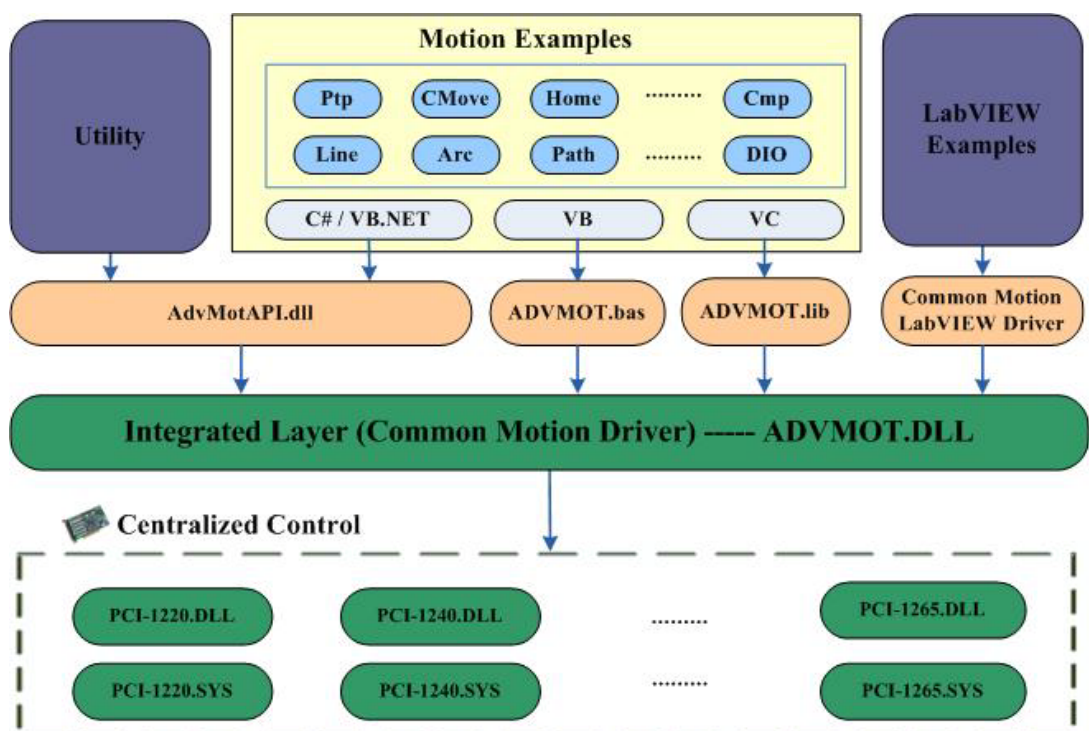 Utility
Motion Examples
Ptp
CMove
Home
.........
Cmp
Line
Arc
Path
.........
DIO
C# / VB.NET
VB
VC
LabVIEW
Examples
AdvMotAPI.dll
ADVMOT.bas
ADVMOT.lib
Common Motion
LabVIEW Driver
Integrated Layer (Common Motion Driver) ----- ADVMOT.DLL
Centralized Control
PCI-1220.DLL
PCI-1240.DLL
.........
PCI-1265.DLL
PCI-1220.SYS
PCI-1240.SYS
.........
PCI-1265.SYS